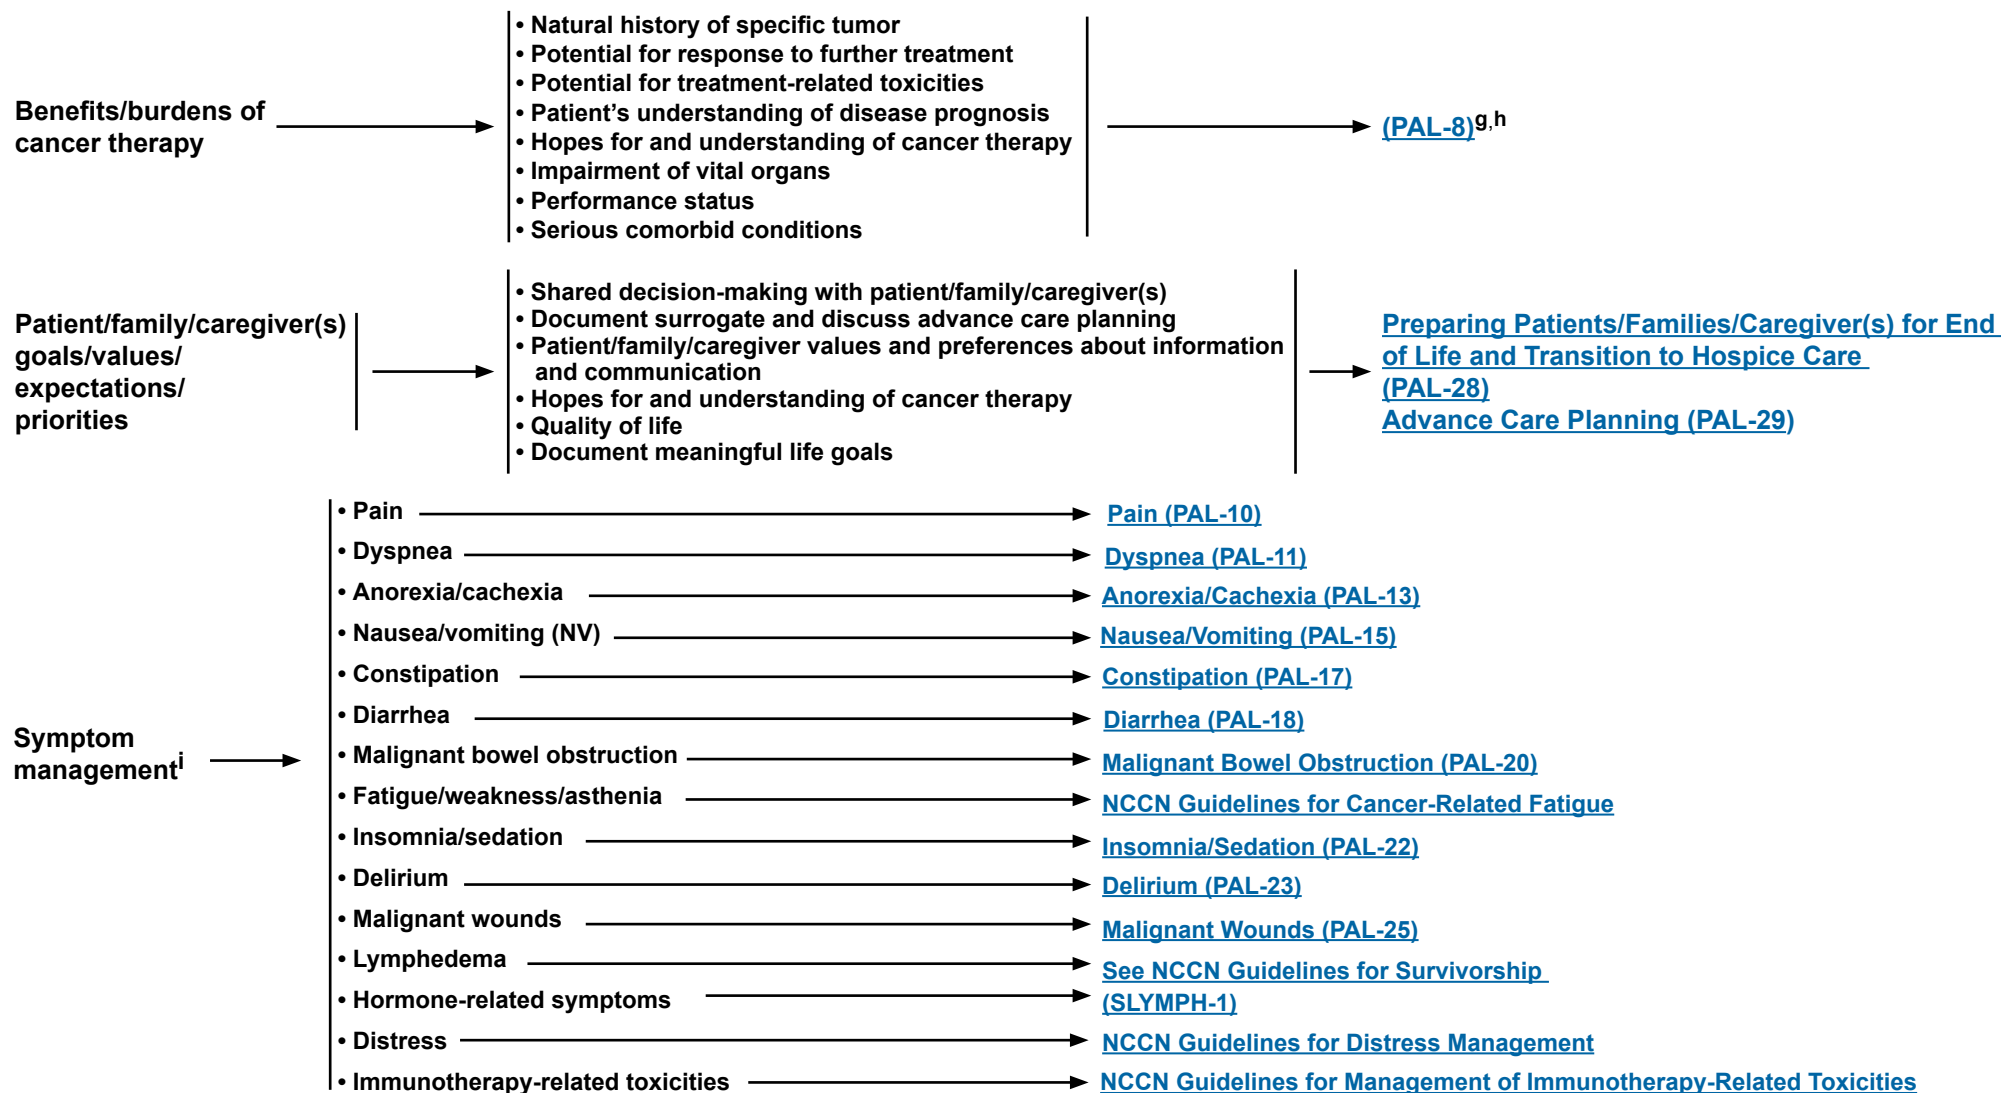 Benefits/burdens of
cancer therapy
• Natural history of specific tumor
• Potential for response to further treatment
• Potential for treatment-related toxicities
• Patient’s understanding of disease prognosis
• Hopes for and understanding of cancer therapy
• Impairment of vital organs
• Performance status
• Serious comorbid conditions
(PAL-8)g,h
Patient/family/caregiver(s)
goals/values/
expectations/
priorities
• Shared decision-making with patient/family/caregiver(s)
• Document surrogate and discuss advance care planning
• Patient/family/caregiver values and preferences about information
and communication
• Hopes for and understanding of cancer therapy
• Quality of life
• Document meaningful life goals
Preparing Patients/Families/Caregiver(s) for End
of Life and Transition to Hospice Care
(PAL-28)
Advance Care Planning (PAL-29)
Symptom
managementi
• Pain
Pain (PAL-10)
• Dyspnea
Dyspnea (PAL-11)
• Anorexia/cachexia
Anorexia/Cachexia (PAL-13)
• Nausea/vomiting (NV)
Nausea/Vomiting (PAL-15)
• Constipation
Constipation (PAL-17)
• Diarrhea
Diarrhea (PAL-18)
• Malignant bowel obstruction
Malignant Bowel Obstruction (PAL-20)
• Fatigue/weakness/asthenia
NCCN Guidelines for Cancer-Related Fatigue
• Insomnia/sedation
Insomnia/Sedation (PAL-22)
• Delirium
Delirium (PAL-23)
• Malignant wounds
Malignant Wounds (PAL-25)
• Lymphedema
See NCCN Guidelines for Survivorship
• Hormone-related symptoms
(SLYMPH-1)
• Distress
NCCN Guidelines for Distress Management
• Immunotherapy-related toxicities
NCCN Guidelines for Management of Immunotherapy-Related Toxicities